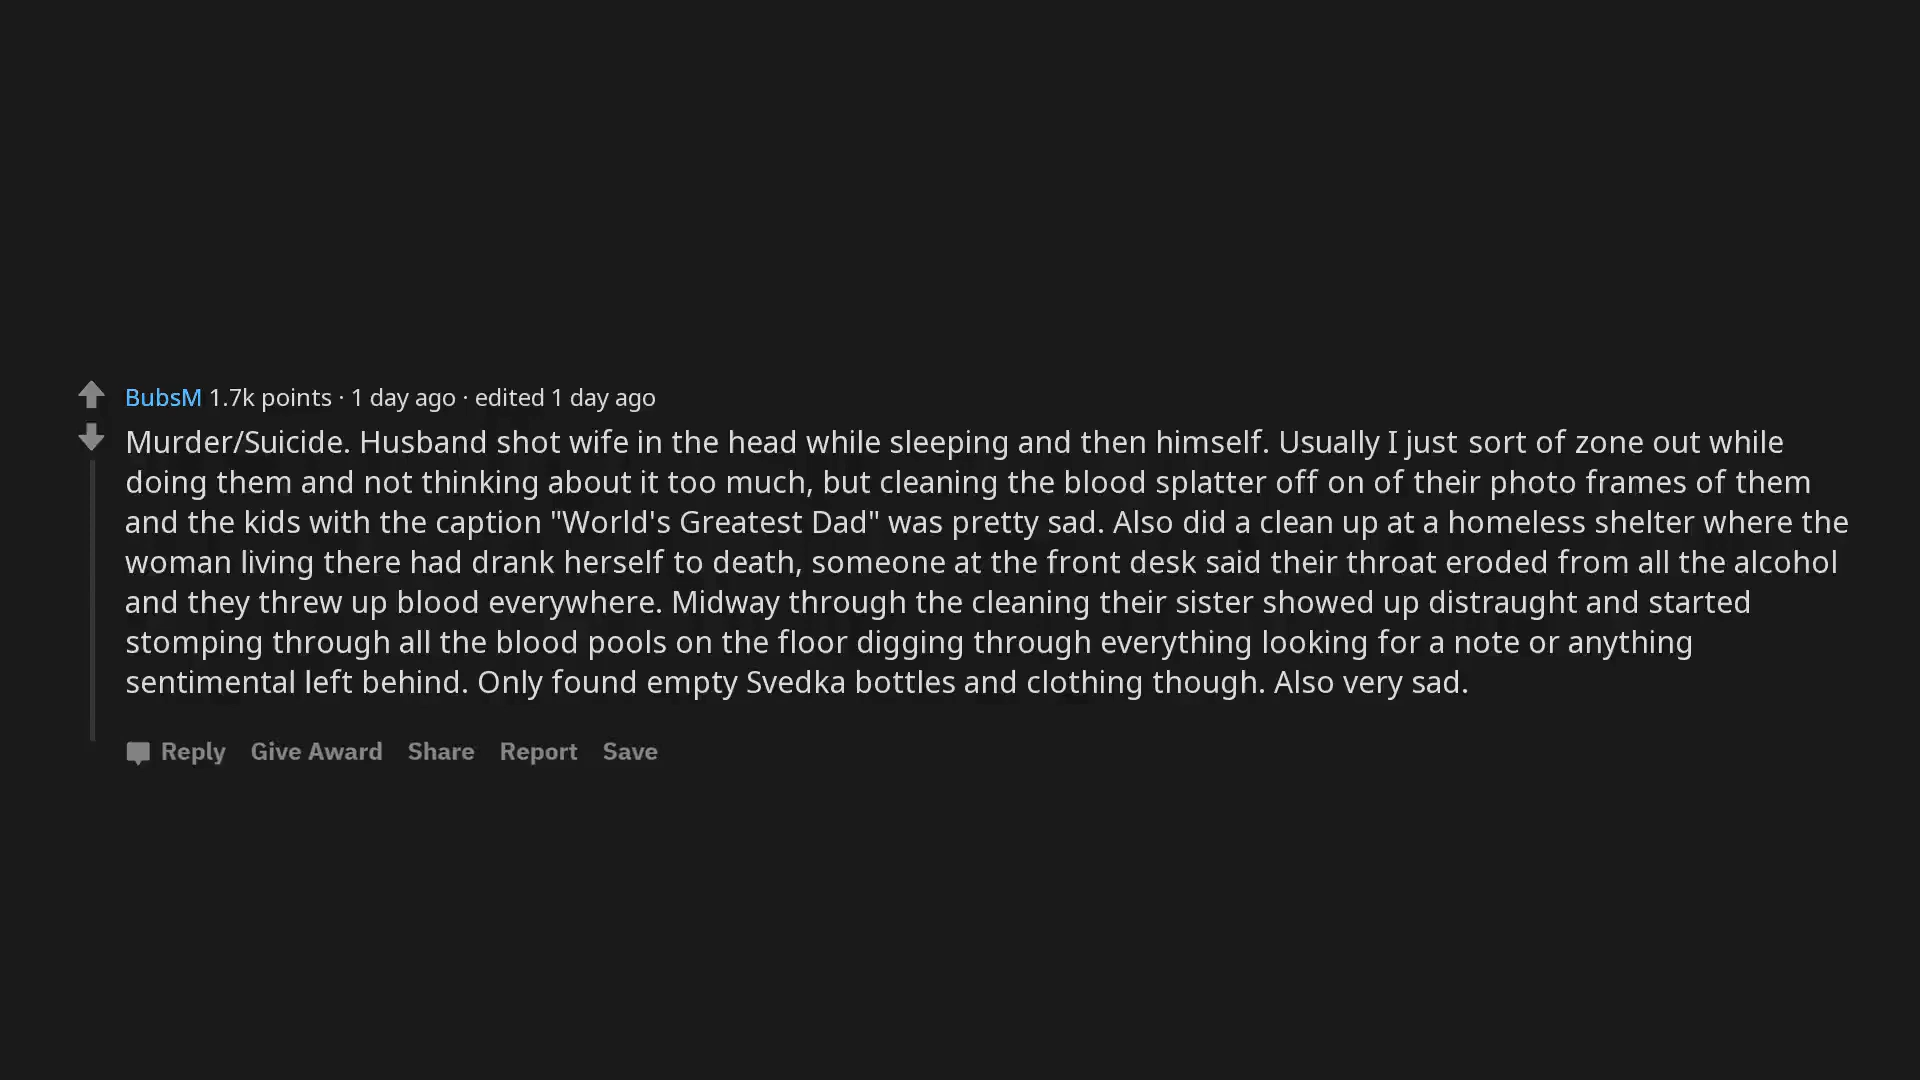 BubsM 1.7k points · 1 day ago · edited 1 day ago
Murder/Suicide. Husband shot wife in the head while sleeping and then himself. Usually I just sort of zone out while
doing them and not thinking about it too much, but cleaning the blood splatter off on of their photo frames of them
and the kids with the caption "World's Greatest Dad" was pretty sad. Also did a clean up at a homeless shelter where the
woman living there had drank herself to death, someone at the front desk said their throat eroded from all the alcohol
and they threw up blood everywhere. Midway through the cleaning their sister showed up distraught and started
stomping through all the blood pools on the floor digging through everything looking for a note or anything
sentimental left behind. Only found empty Svedka bottles and clothing though. Also very sad.
Reply Give Award Share Report Save